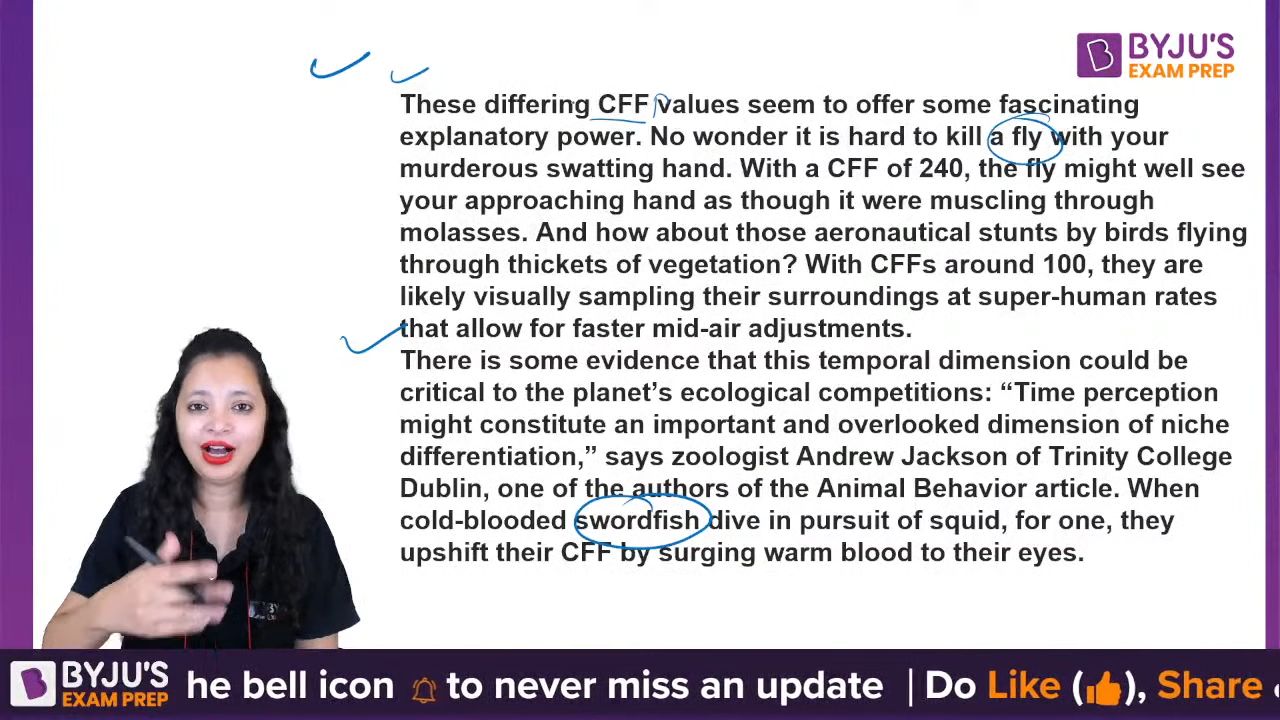 BYJU'S
EXAM PREP
These differing CFF values seem to offer some fascinating
explanatory power. No wonder it is hard to kill a fly with your
murderous swatting hand. With a CFF of 240, the fly might well see
your approaching hand as though it were muscling through
molasses. And how about those aeronautical stunts by birds flying
through thickets of vegetation? With CFFs around 100, they are
likely visually sampling their surroundings at super-human rates
that allow for faster mid-air adjustments.
There is some evidence that this temporal dimension could be
critical to the planet’s ecological competitions: “Time perception
might constitute an important and overlooked dimension of niche
differentiation,” says zoologist Andrew Jackson of Trinity College
Dublin, one of the authors of the Animal Behavior article. When
cold-blooded swordfish dive in pursuit of squid, for one, they
upshift their CFF by surging warm blood to their eyes.
BYJU'S
EXAM PREP
he bell icon to never miss an update | Do Like (), Share